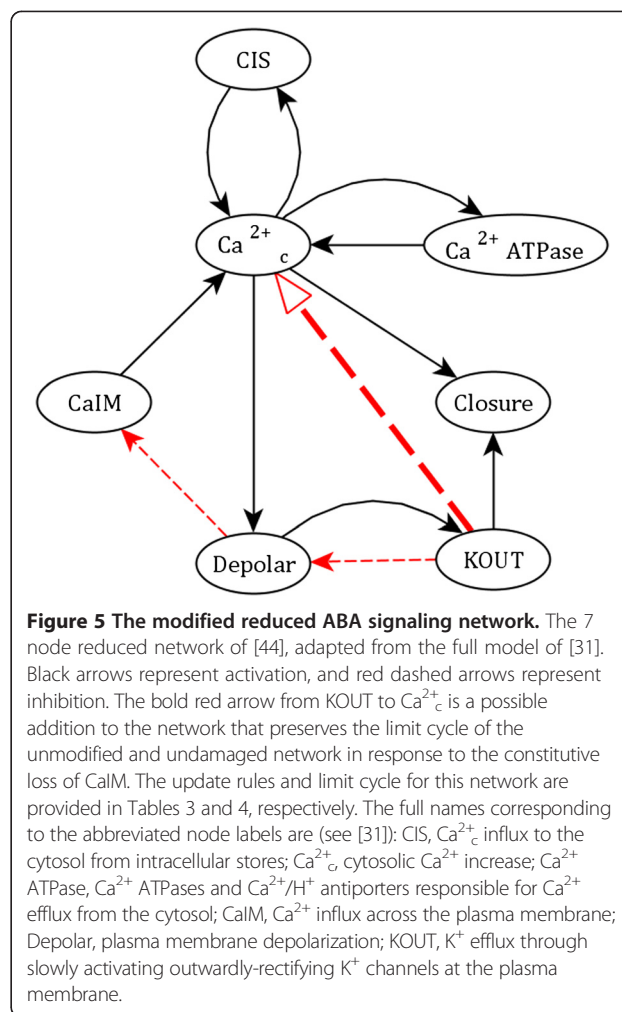 CIS
Ca 2+ c
Ca 2+ ATPase
CaIM
Closure
Depolar
KOUT
Figure 5 The modified reduced ABA signaling network. The 7
node reduced network of [44], adapted from the full model of [31].
Black arrows represent activation, and red dashed arrows represent
inhibition. The bold red arrow from KOUT to Ca²⁺c is a possible
addition to the network that preserves the limit cycle of the
unmodified and undamaged network in response to the constitutive
loss of CaIM. The update rules and limit cycle for this network are
provided in Tables 3 and 4, respectively. The full names corresponding
to the abbreviated node labels are (see [31]): CIS, Ca²⁺c influx to the
cytosol from intracellular stores; Ca²⁺c, cytosolic Ca²⁺ increase; Ca²⁺
ATPase, Ca²⁺ ATPases and Ca²⁺/H⁺ antiporters responsible for Ca²⁺
efflux from the cytosol; CaIM, Ca²⁺ influx across the plasma membrane;
Depolar, plasma membrane depolarization; KOUT, K⁺ efflux through
slowly activating outwardly-rectifying K⁺ channels at the plasma
membrane.